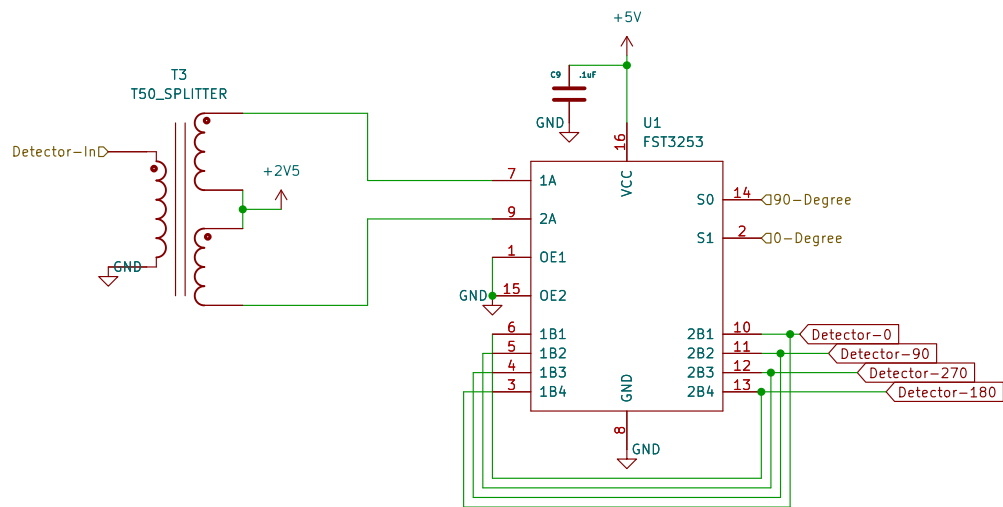 +5V
T3
T50_SPLITTER
C9 .1uF
GND
U1
FST3253
Detector-In
+2V5
16
VCC
7 1A
9 2A
S0 14 90-Degree
S1 2 0-Degree
GND
1 OE1
GND 15 OE2
6 1B1
5 1B2
4 1B3
3 1B4
2B1 10 Detector-0
2B2 11 Detector-90
2B3 12 Detector-270
2B4 13 Detector-180
GND
8
GND